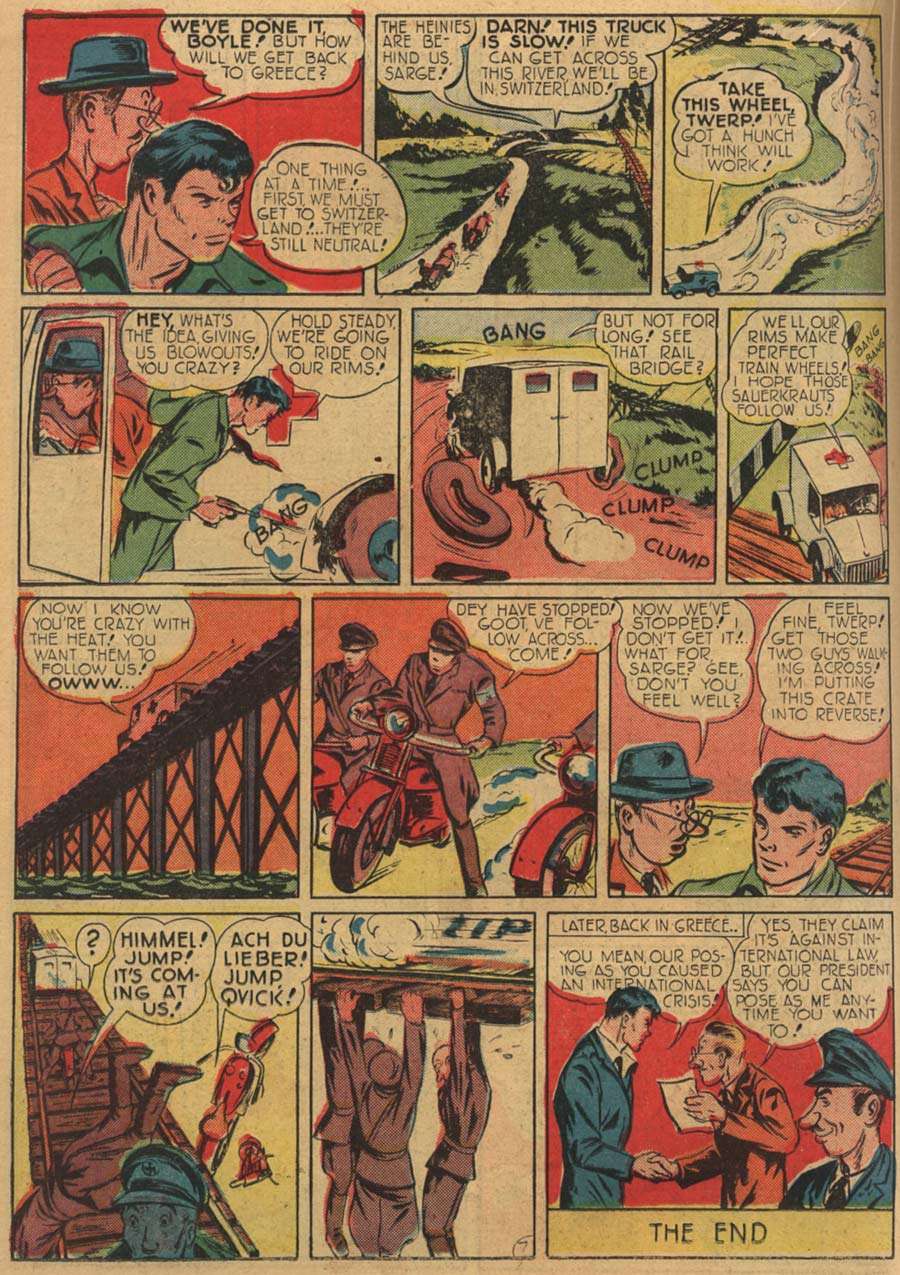 WE'VE DONE IT,
BOYLE! BUT HOW
WILL WE GET BACK
TO GREECE?
ONE THING
AT A TIME!..
FIRST, WE MUST
GET TO SWITZER-
LAND!...THEY'RE
STILL NEUTRAL!
THE HEINIES
ARE BE-
HIND US,
SARGE!
DARN! THIS TRUCK
IS SLOW! IF WE
CAN GET ACROSS
THIS RIVER, WE'LL BE
IN SWITZERLAND!
TAKE
THIS WHEEL,
TWERP! I'VE
GOT A HUNCH
I THINK WILL
WORK!
HEY, WHAT'S
THE IDEA, GIVING
US BLOWOUTS!
YOU CRAZY?
HOLD STEADY,
WE'RE GOING
TO RIDE ON
OUR RIMS!
BANG
BANG
BUT NOT FOR
LONG! SEE
THAT RAIL
BRIDGE?
CLUMP
CLUMP
CLUMP
WELL, OUR
RIMS MAKE
PERFECT
TRAIN WHEELS!
I HOPE THOSE
SAUERKRAUTS
FOLLOW US!
BANG
BANG
NOW I KNOW
YOU'RE CRAZY WITH
THE HEAT! YOU
WANT THEM TO
FOLLOW US!
OWWW...
DEY HAVE STOPPED!
GOOT, VE FOL-
LOW ACROSS...
COME!
NOW WE'VE
STOPPED! I
DON'T GET IT!..
WHAT FOR,
SARGE? GEE,
DON'T YOU
FEEL WELL?
I FEEL
FINE, TWERP!
GET THOSE
TWO GUYS WALK-
ING ACROSS!
I'M PUTTING
THIS CRATE
INTO REVERSE!
?
HIMMEL!
JUMP!
IT'S COM-
ING AT
US!
ACH DU
LIEBER!
JUMP
QVICK!
ZIP
7
LATER, BACK IN GREECE..
YOU MEAN, OUR POS-
ING AS YOU CAUSED
AN INTERNATIONAL
CRISIS!
YES, THEY CLAIM
IT'S AGAINST IN-
TERNATIONAL LAW,
BUT OUR PRESIDENT
SAYS YOU CAN
POSE AS ME ANY-
TIME YOU WANT
TO!
THE END